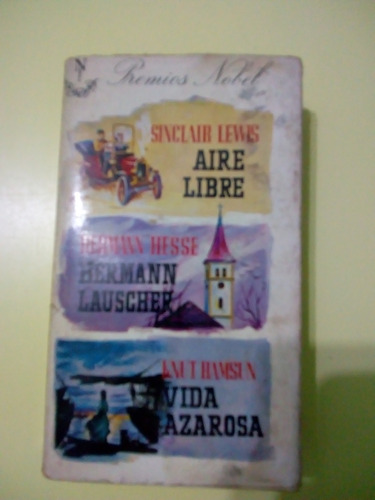 N
Premios Nobel
SINCLAIR LEWIS
AIRE
LIBRE
HERMANN HESSE
HERMANN
LAUSCHER
KNUT HAMSUN
VIDA
AZAROSA